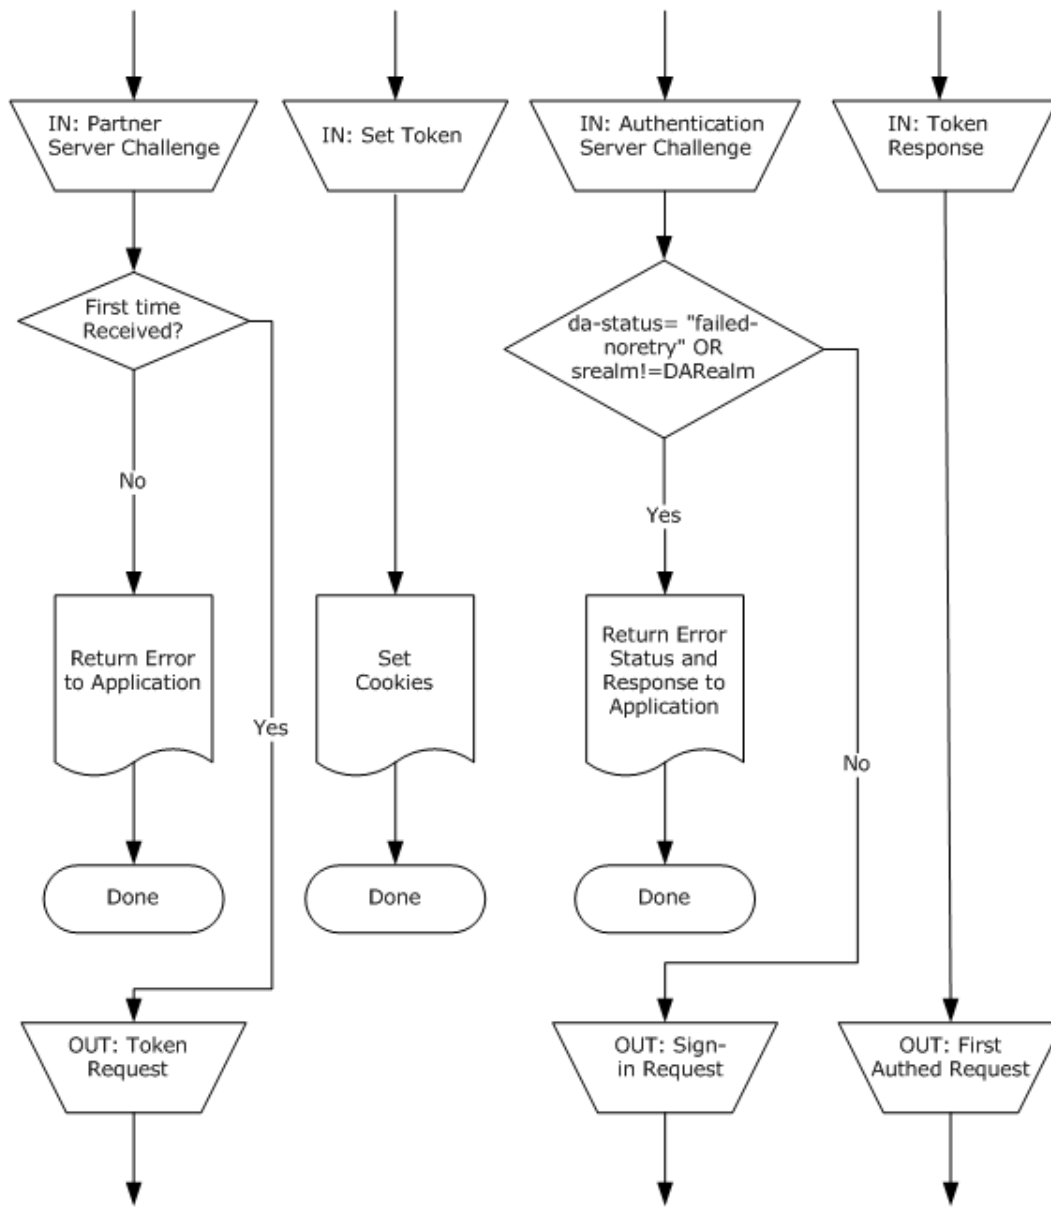 IN: Partner
Server Challenge
IN: Set Token
IN: Authentication
Server Challenge
IN: Token
Response
First time
Received?
da-status= "failed-
noretry" OR
srealm!=DARealm
No
Yes
Return Error
to Application
Set
Cookies
Return Error
Status and
Response to
Application
Yes
No
Done
Done
Done
OUT: Token
Request
OUT: Sign-
in Request
OUT: First
Authed Request